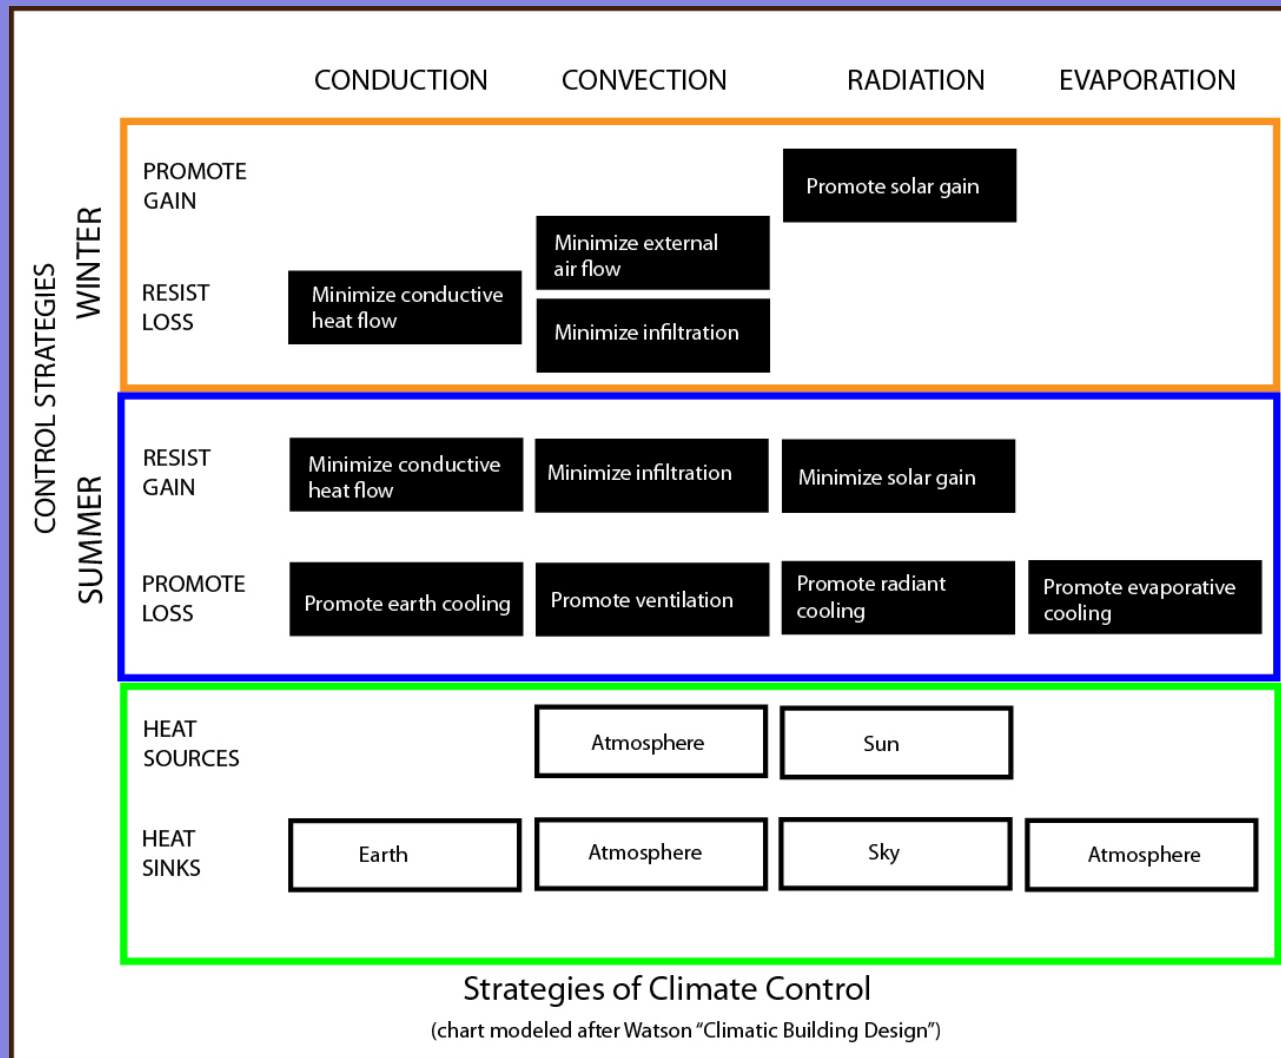 CONDUCTION CONVECTION RADIATION EVAPORATION
CONTROL STRATEGIES
WINTER
PROMOTE
GAIN
Promote solar gain
RESIST
LOSS
Minimize conductive
heat flow
Minimize external
air flow
Minimize infiltration
SUMMER
RESIST
GAIN
Minimize conductive
heat flow
Minimize infiltration
Minimize solar gain
PROMOTE
LOSS
Promote earth cooling
Promote ventilation
Promote radiant
cooling
Promote evaporative
cooling
HEAT
SOURCES
Atmosphere
Sun
HEAT
SINKS
Earth
Atmosphere
Sky
Atmosphere
Strategies of Climate Control
(chart modeled after Watson “Climatic Building Design”)